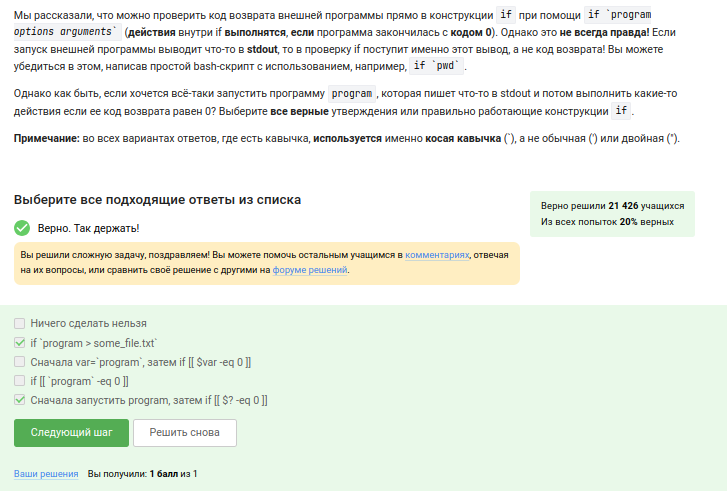 Мы рассказали, что можно проверить код возврата внешней программы прямо в конструкции if при помощи if `program
options arguments` (действия внутри if выполнятся, если программа закончилась с кодом 0). Однако это не всегда правда! Если
запуск внешней программы выводит что-то в stdout, то в проверку if поступит именно этот вывод, а не код возврата! Вы можете
убедиться в этом, написав простой bash-скрипт с использованием, например, if `pwd` .
Однако как быть, если хочется всё-таки запустить программу program , которая пишет что-то в stdout и потом выполнить какие-то
действия если ее код возврата равен 0? Выберите все верные утверждения или правильно работающие конструкции if .
Примечание: во всех вариантах ответов, где есть кавычка, используется именно косая кавычка (`), а не обычная (') или двойная (").
Выберите все подходящие ответы из списка
Верно решили 21 426 учащихся
Из всех попыток 20% верных
Верно. Так держать!
Вы решили сложную задачу, поздравляем! Вы можете помочь остальным учащимся в комментариях, отвечая
на их вопросы, или сравнить своё решение с другими на форуме решений.
Ничего сделать нельзя
if `program > some_file.txt`
Сначала var=`program`, затем if [[ $var -eq 0 ]]
if [[ `program` -eq 0 ]]
Сначала запустить program, затем if [[ $? -eq 0 ]]
Следующий шаг
Решить снова
Ваши решения Вы получили: 1 балл из 1